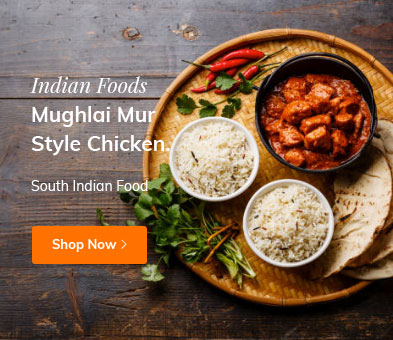 Indian Foods
Mughlai Mur
Style Chicken.
South Indian Food
Shop Now